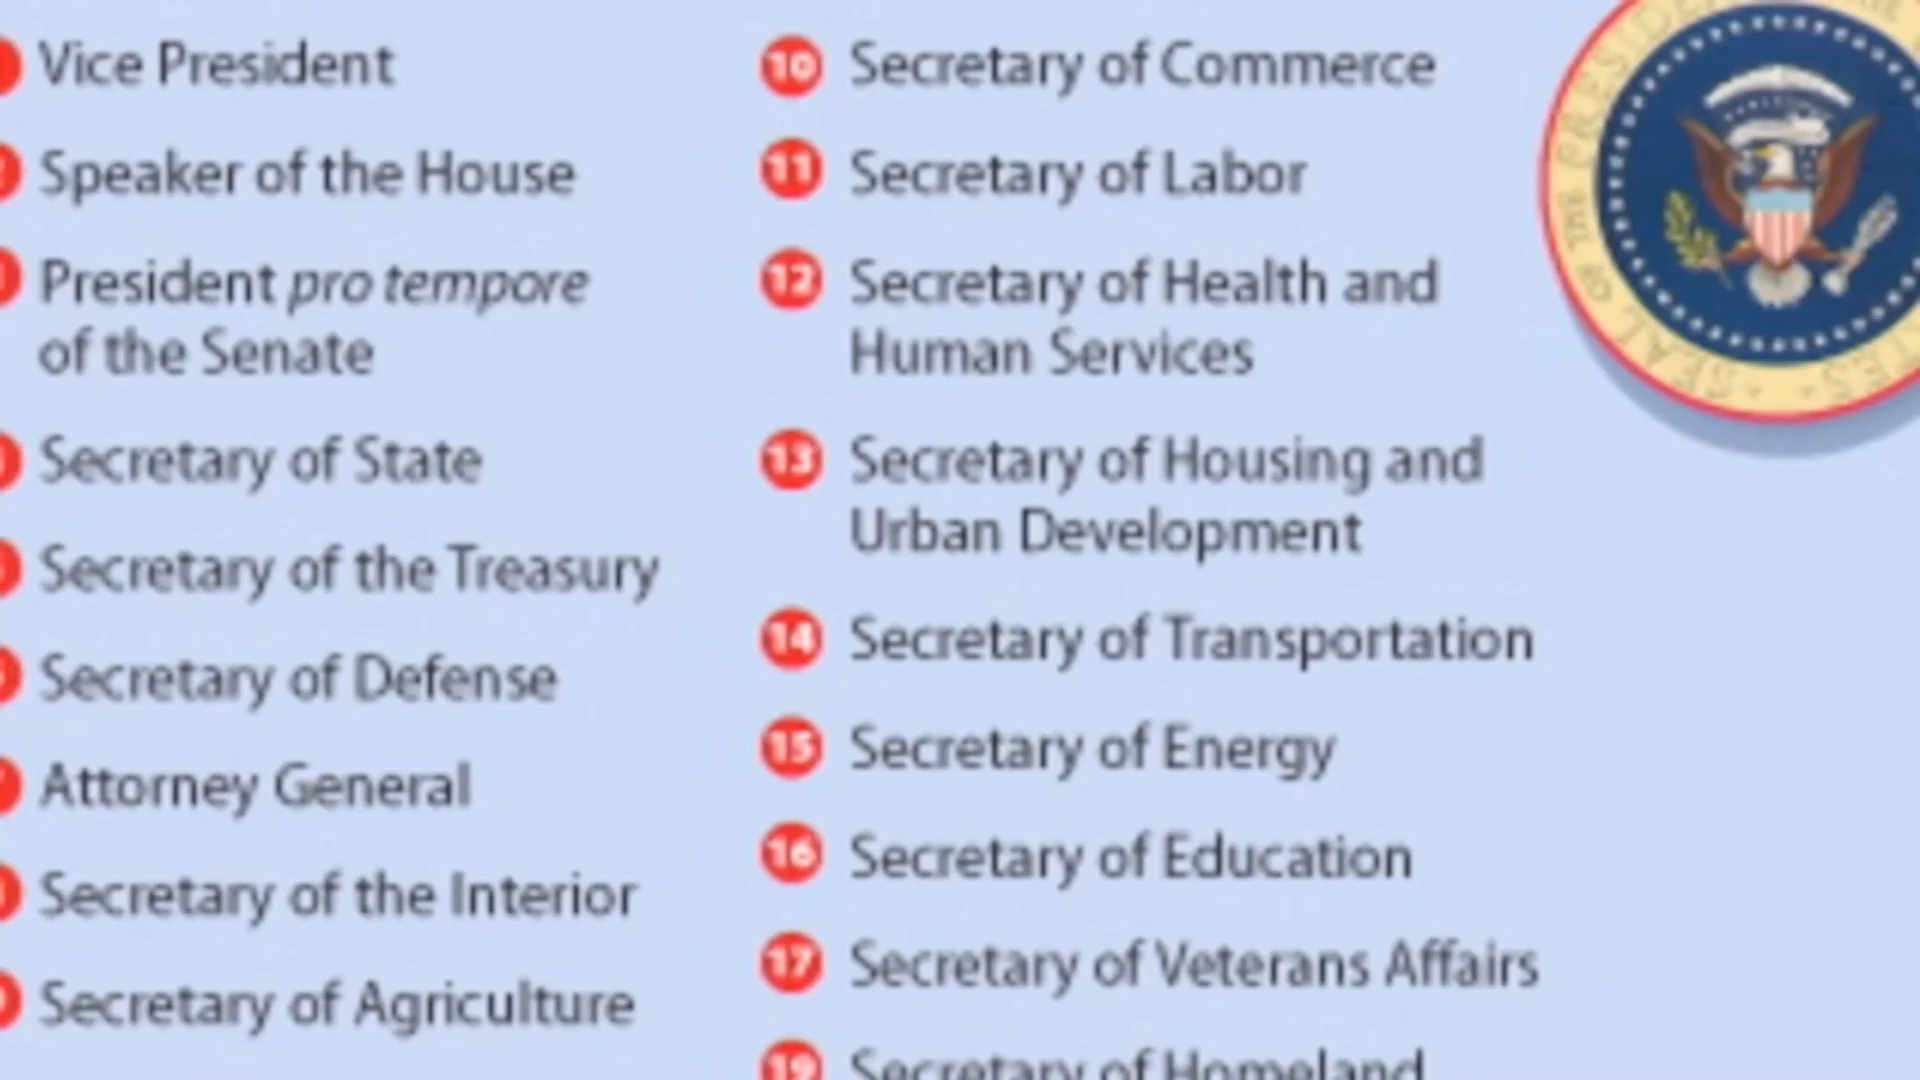 Vice President
Speaker of the House
President pro tempore
of the Senate
Secretary of State
Secretary of the Treasury
Secretary of Defense
Attorney General
Secretary of the Interior
Secretary of Agriculture
10 Secretary of Commerce
11 Secretary of Labor
12 Secretary of Health and
Human Services
13 Secretary of Housing and
Urban Development
14 Secretary of Transportation
15 Secretary of Energy
16 Secretary of Education
17 Secretary of Veterans Affairs
Secretary of Homeland
SEAL OF THE